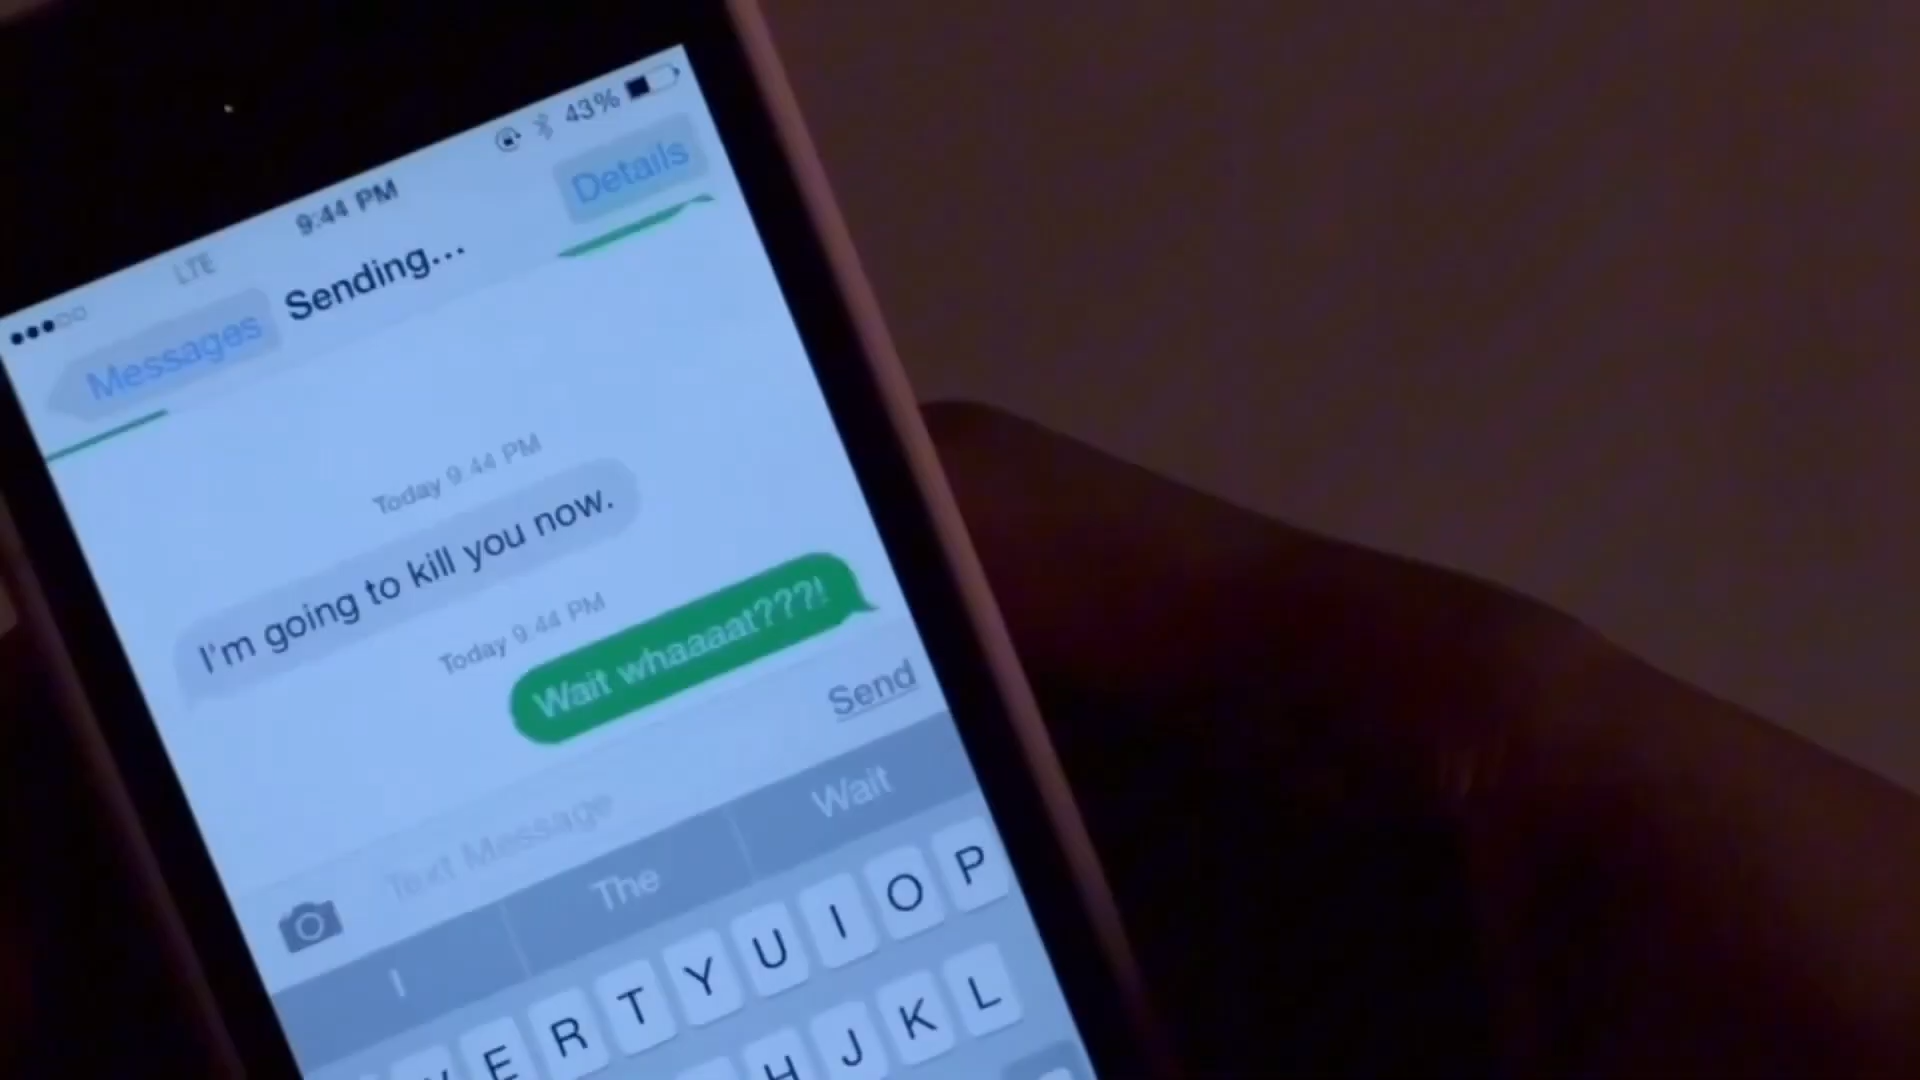 LTE 9:44 PM 43%
Messages Sending... Details
Today 9:44 PM
I'm going to kill you now.
Today 9:44 PM
Wait whaaaat???!
Text Message Send
I The Wait
E R T Y U I O P
H J K L